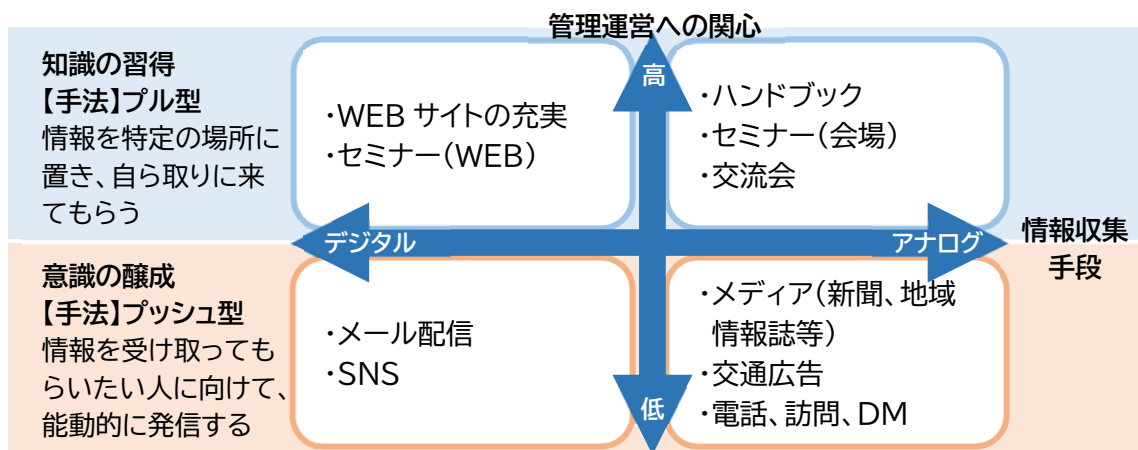 管理運営への関心
知識の習得
【手法】プル型
情報を特定の場所に
置き、自ら取りに来
てもらう
高
・WEB サイトの充実
・セミナー(WEB)
・ハンドブック
・セミナー(会場)
・交流会
デジタル
アナログ
情報収集
手段
意識の醸成
【手法】プッシュ型
情報を受け取っても
らいたい人に向けて、
能動的に発信する
・メール配信
・SNS
・メディア(新聞、地域
情報誌等)
・交通広告
・電話、訪問、DM
低